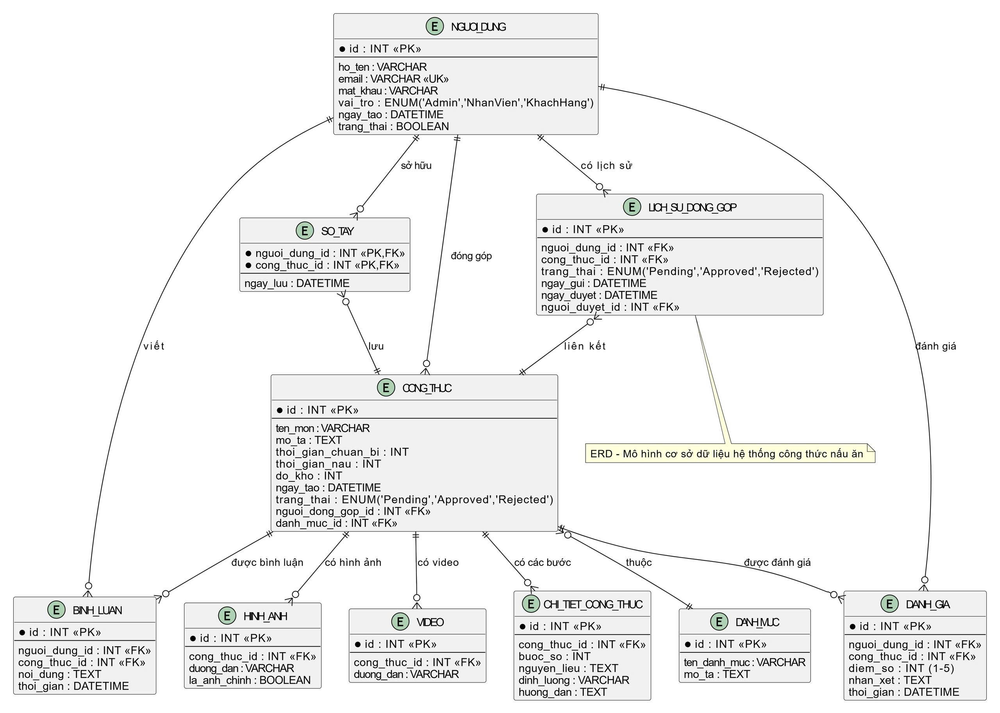 E NGUOI_DUNG
id : INT «PK»
ho_ten : VARCHAR
email : VARCHAR «UK»
mat_khau : VARCHAR
vai_tro : ENUM('Admin','NhanVien','KhachHang')
ngay_tao : DATETIME
trang_thai : BOOLEAN
sở hữu
có lịch sử
E LICH_SU_DONG_GOP
id : INT «PK»
nguoi_dung_id : INT «FK»
cong_thuc_id : INT «FK»
trang_thai : ENUM('Pending','Approved','Rejected')
ngay_gui : DATETIME
ngay_duyet : DATETIME
nguoi_duyet_id : INT «FK»
E SO_TAY
nguoi_dung_id : INT «PK,FK»
cong_thuc_id : INT «PK,FK»
ngay_luu : DATETIME
đóng góp
viết
lưu
liên kết
đánh giá
E CONG_THUC
id : INT «PK»
ten_mon : VARCHAR
mo_ta : TEXT
thoi_gian_chuan_bi : INT
thoi_gian_nau : INT
do_kho : INT
ngay_tao : DATETIME
trang_thai : ENUM('Pending','Approved','Rejected')
nguoi_dong_gop_id : INT «FK»
danh_muc_id : INT «FK»
ERD - Mô hình cơ sở dữ liệu hệ thống công thức nấu ăn
được bình luận
có hình ảnh
có video
có các bước
thuộc
được đánh giá
E BINH_LUAN
id : INT «PK»
nguoi_dung_id : INT «FK»
cong_thuc_id : INT «FK»
noi_dung : TEXT
thoi_gian : DATETIME
E HINH_ANH
id : INT «PK»
cong_thuc_id : INT «FK»
duong_dan : VARCHAR
la_anh_chinh : BOOLEAN
E VIDEO
id : INT «PK»
cong_thuc_id : INT «FK»
duong_dan : VARCHAR
E CHI_TIET_CONG_THUC
id : INT «PK»
cong_thuc_id : INT «FK»
buoc_so : INT
nguyen_lieu : TEXT
dinh_luong : VARCHAR
huong_dan : TEXT
E DANH_MUC
id : INT «PK»
ten_danh_muc : VARCHAR
mo_ta : TEXT
E DANH_GIA
id : INT «PK»
nguoi_dung_id : INT «FK»
cong_thuc_id : INT «FK»
diem_so : INT (1-5)
nhan_xet : TEXT
thoi_gian : DATETIME